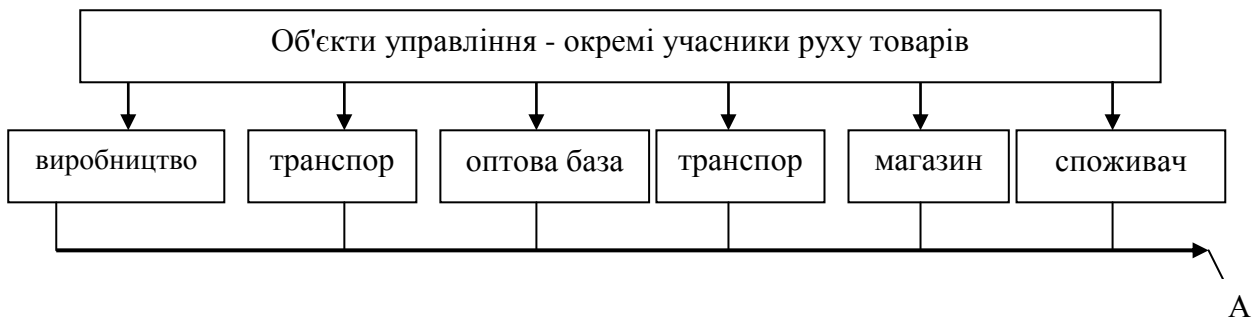 Об'єкти управління - окремі учасники руху товарів
виробництво
транспор
оптова база
транспор
магазин
споживач
А